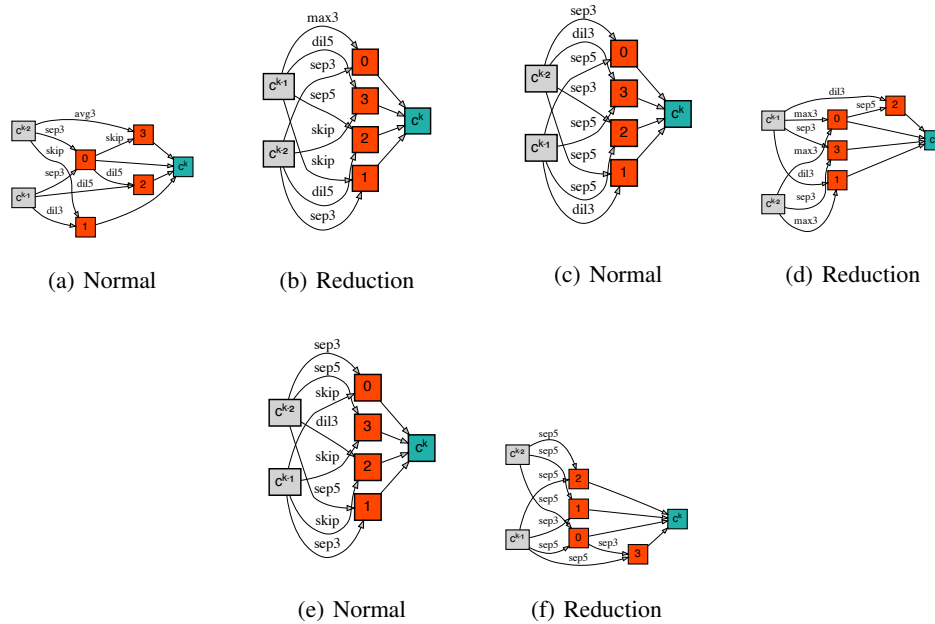 max3
dil5
sep3
sep5
skip
skip
dil5
sep3
c^k-1
c^k-2
0
3
2
1
c^k
(b) Reduction
sep3
dil3
sep5
sep3
sep5
sep5
sep5
dil3
c^k-2
c^k-1
0
3
2
1
c^k
(c) Normal
avg3
sep3
skip
skip
sep3
dil5
dil5
dil3
c^k-2
c^k-1
0
3
2
1
c^k
(a) Normal
dil3
max3
sep5
sep3
max3
dil3
sep3
max3
c^k-1
c^k-2
0
2
3
1
(d) Reduction
sep3
sep5
skip
dil3
skip
sep5
skip
sep3
c^k-2
c^k-1
0
3
2
1
c^k
(e) Normal
sep5
sep5
sep5
sep5
sep3
sep5
sep3
sep5
c^k-2
c^k-1
2
1
0
3
c^k
(f) Reduction